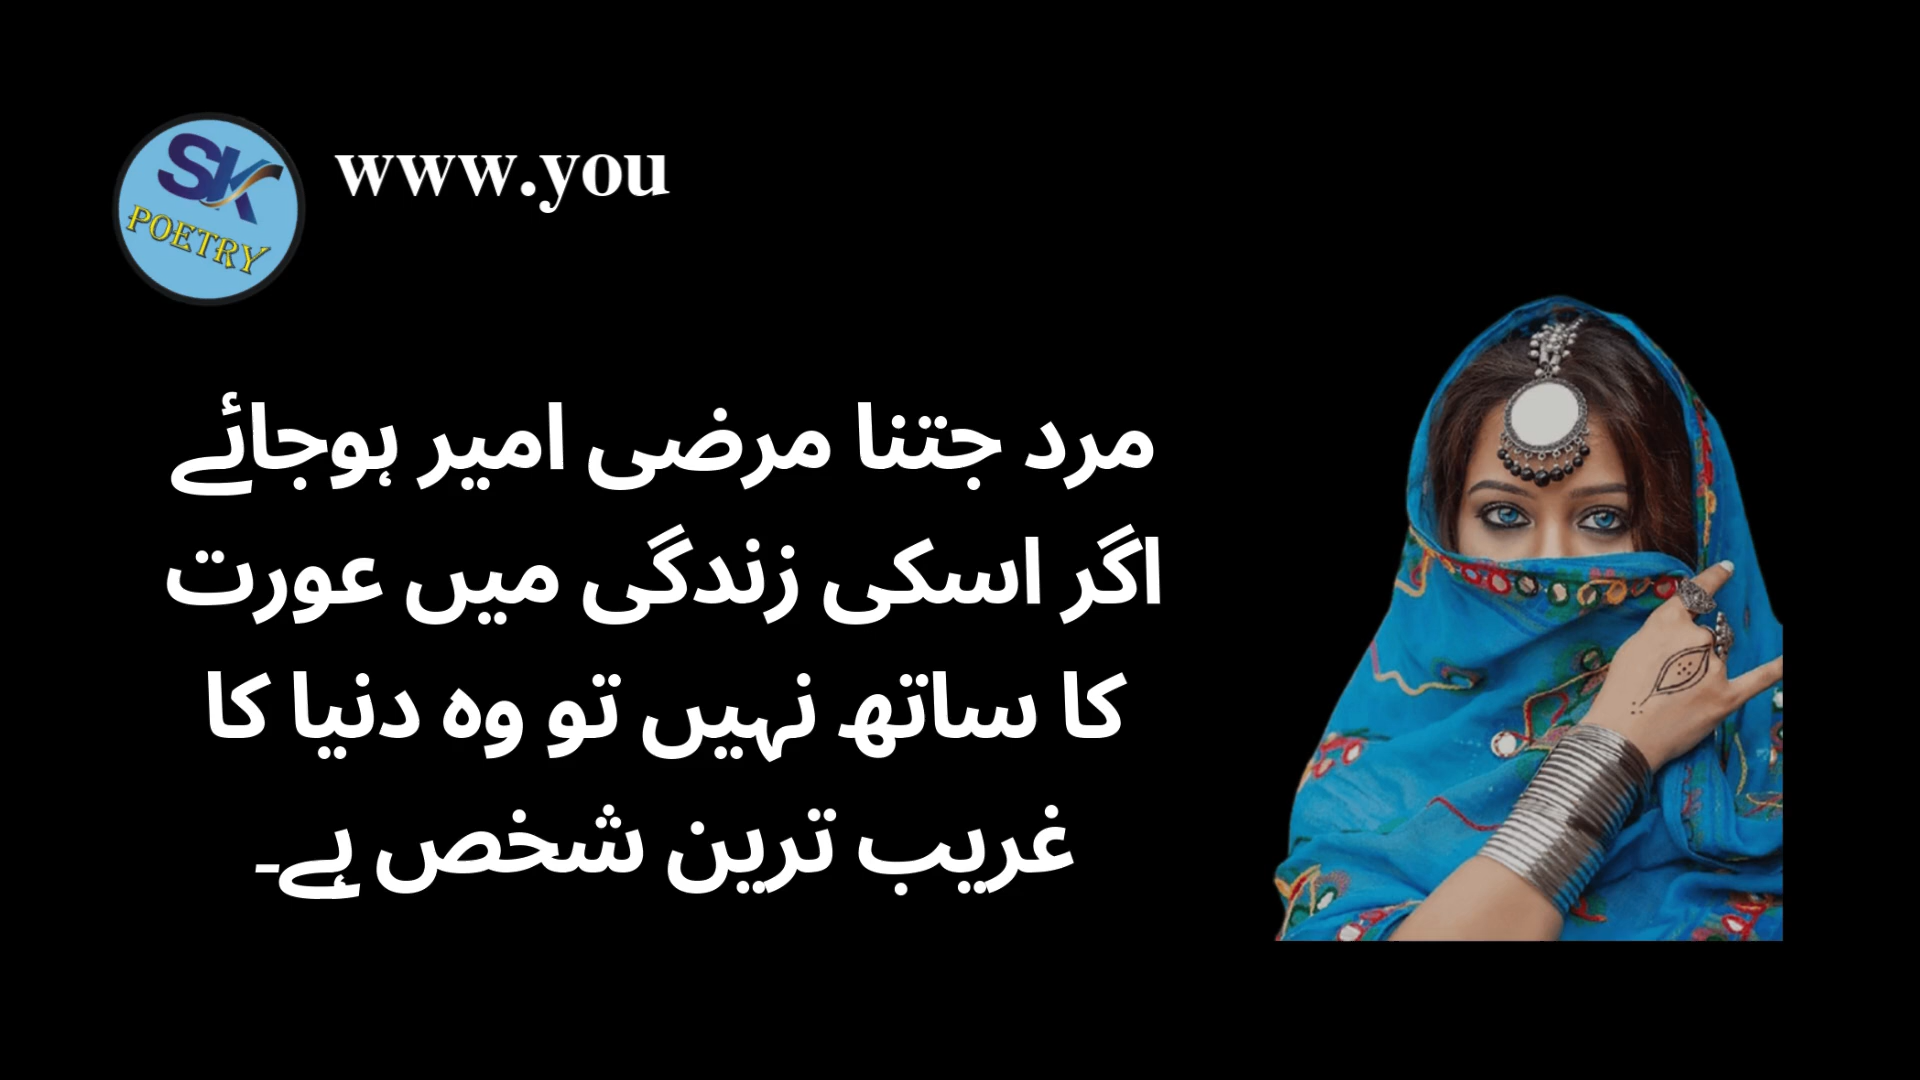 SK
POETRY
www.you
مرد جتنا مرضی امیر ہوجائے
اگر اسکی زندگی میں عورت
کا ساتھ نہیں تو وہ دنیا کا
غریب ترین شخص ہے۔